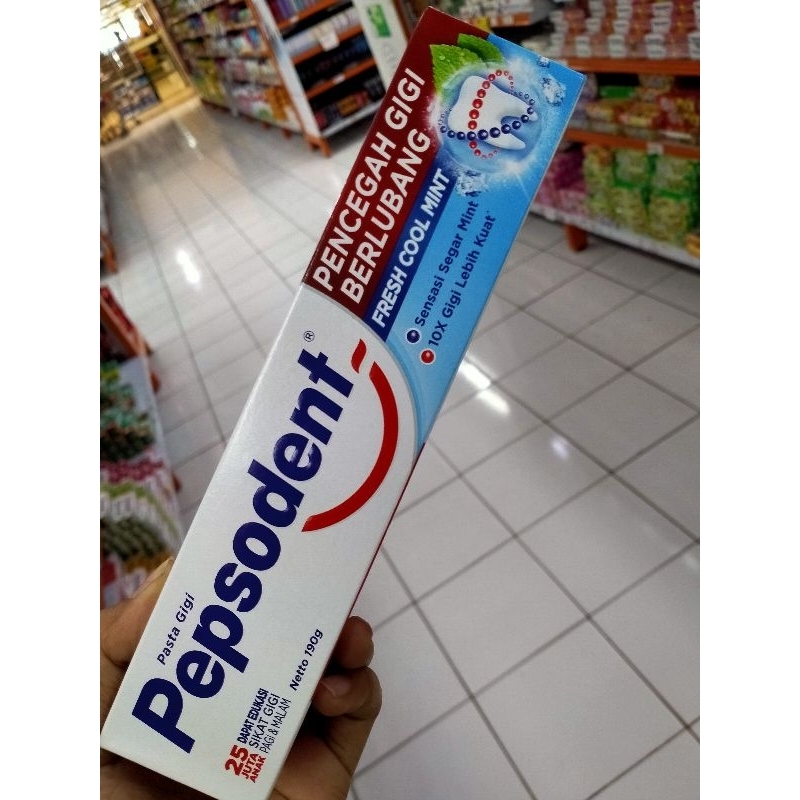 Pasta Gigi
Pepsodent®
PENCEGAH GIGI
BERLUBANG
FRESH COOL MINT
Sensasi Segar Mint
10X Gigi Lebih Kuat*
Netto 190g
25
JUTA
ANAK
DAPAT EDUKASI
SIKAT GIGI
PAGI & MALAM